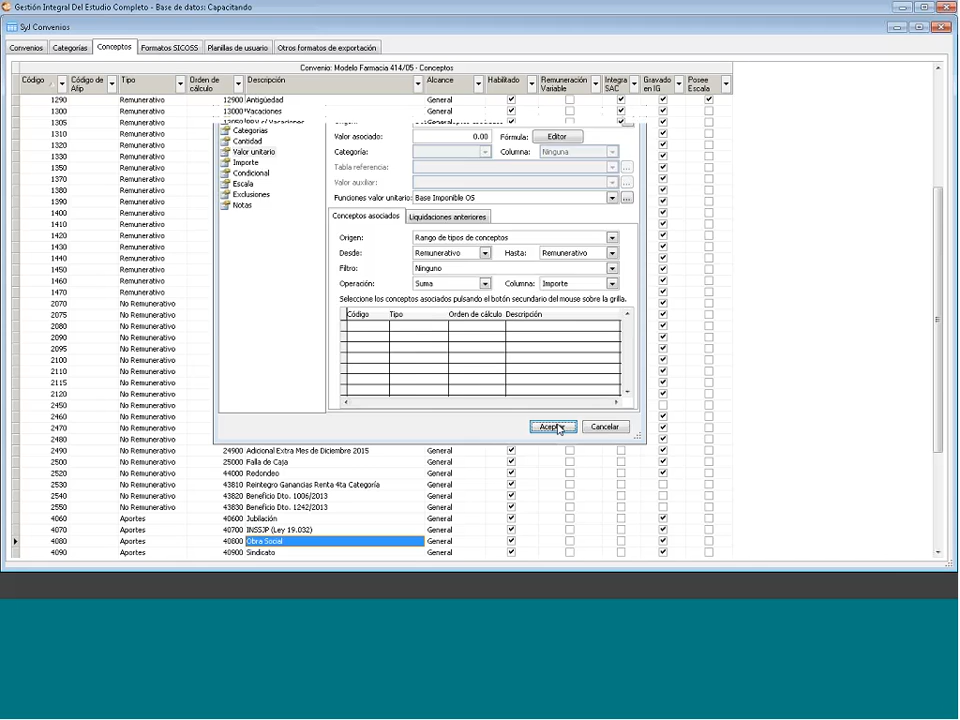 Gestión Integral Del Estudio Completo - Base de datos: Capacitando
SyJ Convenios
Convenios Categorías Conceptos Formatos SICOSS Planillas de usuario Otros formatos de exportación
Convenio: Modelo Farmacia 414/05 - Conceptos
Código Código de Afip Tipo Orden de cálculo Descripción Alcance Habilitado Remuneración Variable Integra SAC Gravado en IG Posee Escala
1290 Remunerativo 12900 Antigüedad General
1300 Remunerativo 13000 Vacaciones General
1305 Remunerativo
1310 Remunerativo
1320 Remunerativo
1330 Remunerativo
1350 Remunerativo
1370 Remunerativo
1380 Remunerativo
1390 Remunerativo
1400 Remunerativo
1410 Remunerativo
1420 Remunerativo
1430 Remunerativo
1440 Remunerativo
1450 Remunerativo
1460 Remunerativo
1470 Remunerativo
2070 No Remunerativo
2075 No Remunerativo
2080 No Remunerativo
2090 No Remunerativo
2095 No Remunerativo
2100 No Remunerativo
2110 No Remunerativo
2115 No Remunerativo
2120 No Remunerativo
2450 No Remunerativo
2460 No Remunerativo
2470 No Remunerativo
2480 No Remunerativo
2490 No Remunerativo 24900 Adicional Extra Mes de Diciembre 2015 General
2500 No Remunerativo 25000 Falla de Caja General
2520 No Remunerativo 44000 Redondeo General
2530 No Remunerativo 43810 Reintegro Ganancias Renta 4ta Categoría General
2540 No Remunerativo 43820 Beneficio Dto. 1006/2013 General
2550 No Remunerativo 43830 Beneficio Dto. 1242/2013 General
4060 Aportes 40600 Jubilación General
4070 Aportes 40700 INSSJP (Ley 19.032) General
4080 Aportes 40800 Obra Social General
4090 Aportes 40900 Sindicato General
Categorias
Cantidad
Valor unitario
Importe
Condicional
Escala
Exclusiones
Notas
Valor asociado: 0.00 Fórmula: Editor
Categoría: Columna: Ninguna
Tabla referencia:
Valor auxiliar:
Funciones valor unitario: Base Imponible OS
Conceptos asociados Liquidaciones anteriores
Origen: Rango de tipos de conceptos
Desde: Remunerativo Hasta: Remunerativo
Filtro: Ninguno
Operación: Suma Columna: Importe
Seleccione los conceptos asociados pulsando el botón secundario del mouse sobre la grilla.
Código Tipo Orden de cálculo Descripción
Aceptar Cancelar